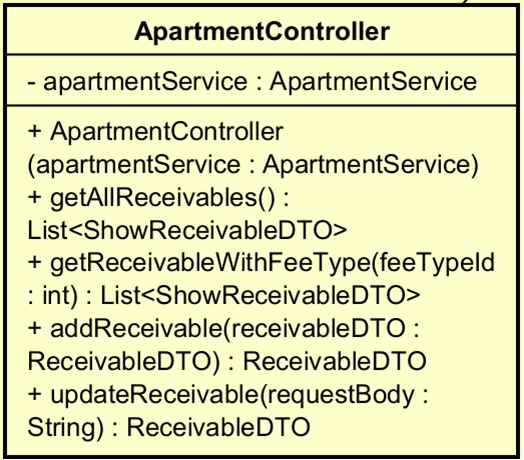 ApartmentController
- apartmentService : ApartmentService
+ ApartmentController
(apartmentService : ApartmentService)
+ getAllReceivables() :
List<ShowReceivableDTO>
+ getReceivableWithFeeType(feeTypeId
: int) : List<ShowReceivableDTO>
+ addReceivable(receivableDTO :
ReceivableDTO) : ReceivableDTO
+ updateReceivable(requestBody :
String) : ReceivableDTO